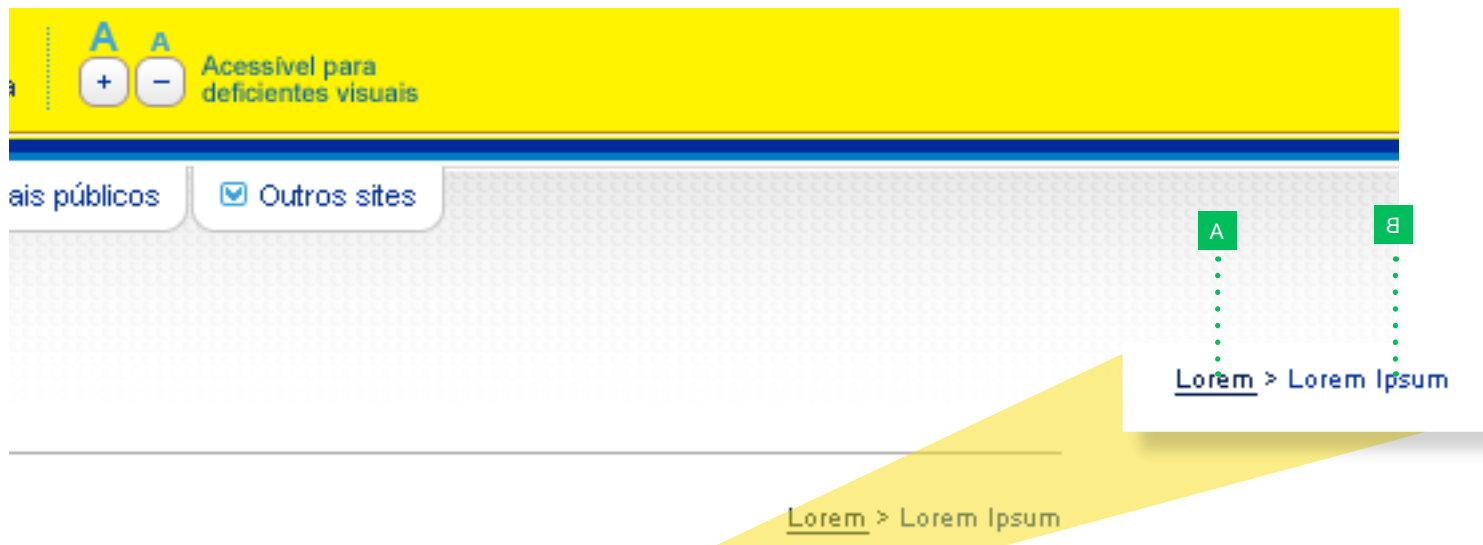 A A
+ − Acessível para
deficientes visuais
ais públicos
Outros sites
A
B
Lorem > Lorem Ipsum
Lorem > Lorem Ipsum